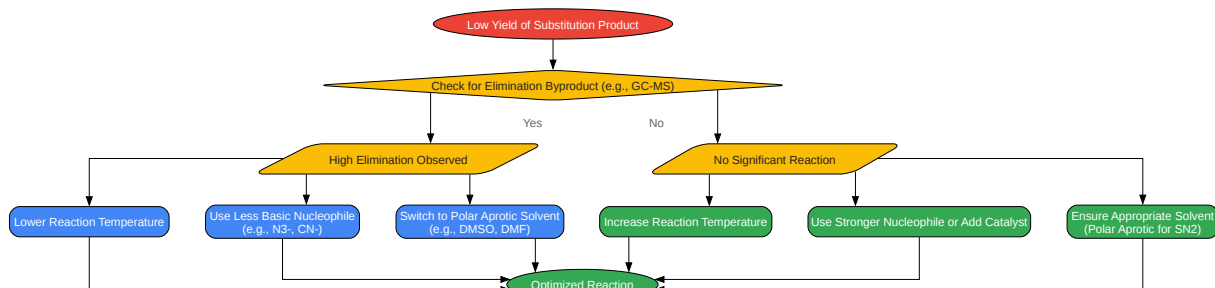 Low Yield of Substitution Product
Check for Elimination Byproduct (e.g., GC-MS)
Yes
No
High Elimination Observed
No Significant Reaction
Lower Reaction Temperature
Use Less Basic Nucleophile
(e.g., N3-, CN-)
Switch to Polar Aprotic Solvent
(e.g., DMSO, DMF)
Increase Reaction Temperature
Use Stronger Nucleophile or Add Catalyst
Ensure Appropriate Solvent
(Polar Aprotic for SN2)
Optimized Reaction